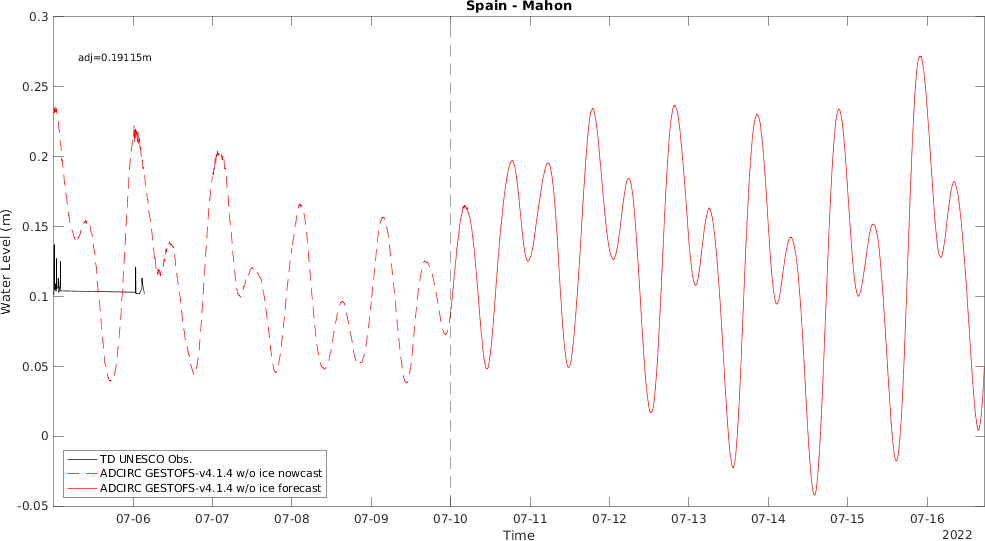 Spain - Mahon
0.3
adj=0.19115m
0.25
0.2
0.15
0.1
0.05
0
-0.05
Water Level (m)
TD UNESCO Obs.
ADCIRC GESTOFS-v4.1.4 w/o ice nowcast
ADCIRC GESTOFS-v4.1.4 w/o ice forecast
07-06 07-07 07-08 07-09 07-10 07-11 07-12 07-13 07-14 07-15 07-16
Time
2022